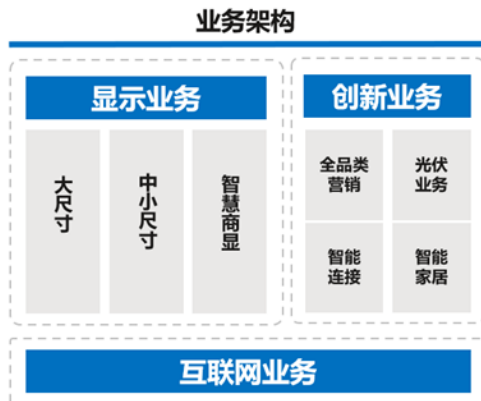 业务架构
显示业务
大尺寸
中小尺寸
智慧商显
创新业务
全品类
营销
光伏
业务
智能
连接
智能
家居
互联网业务